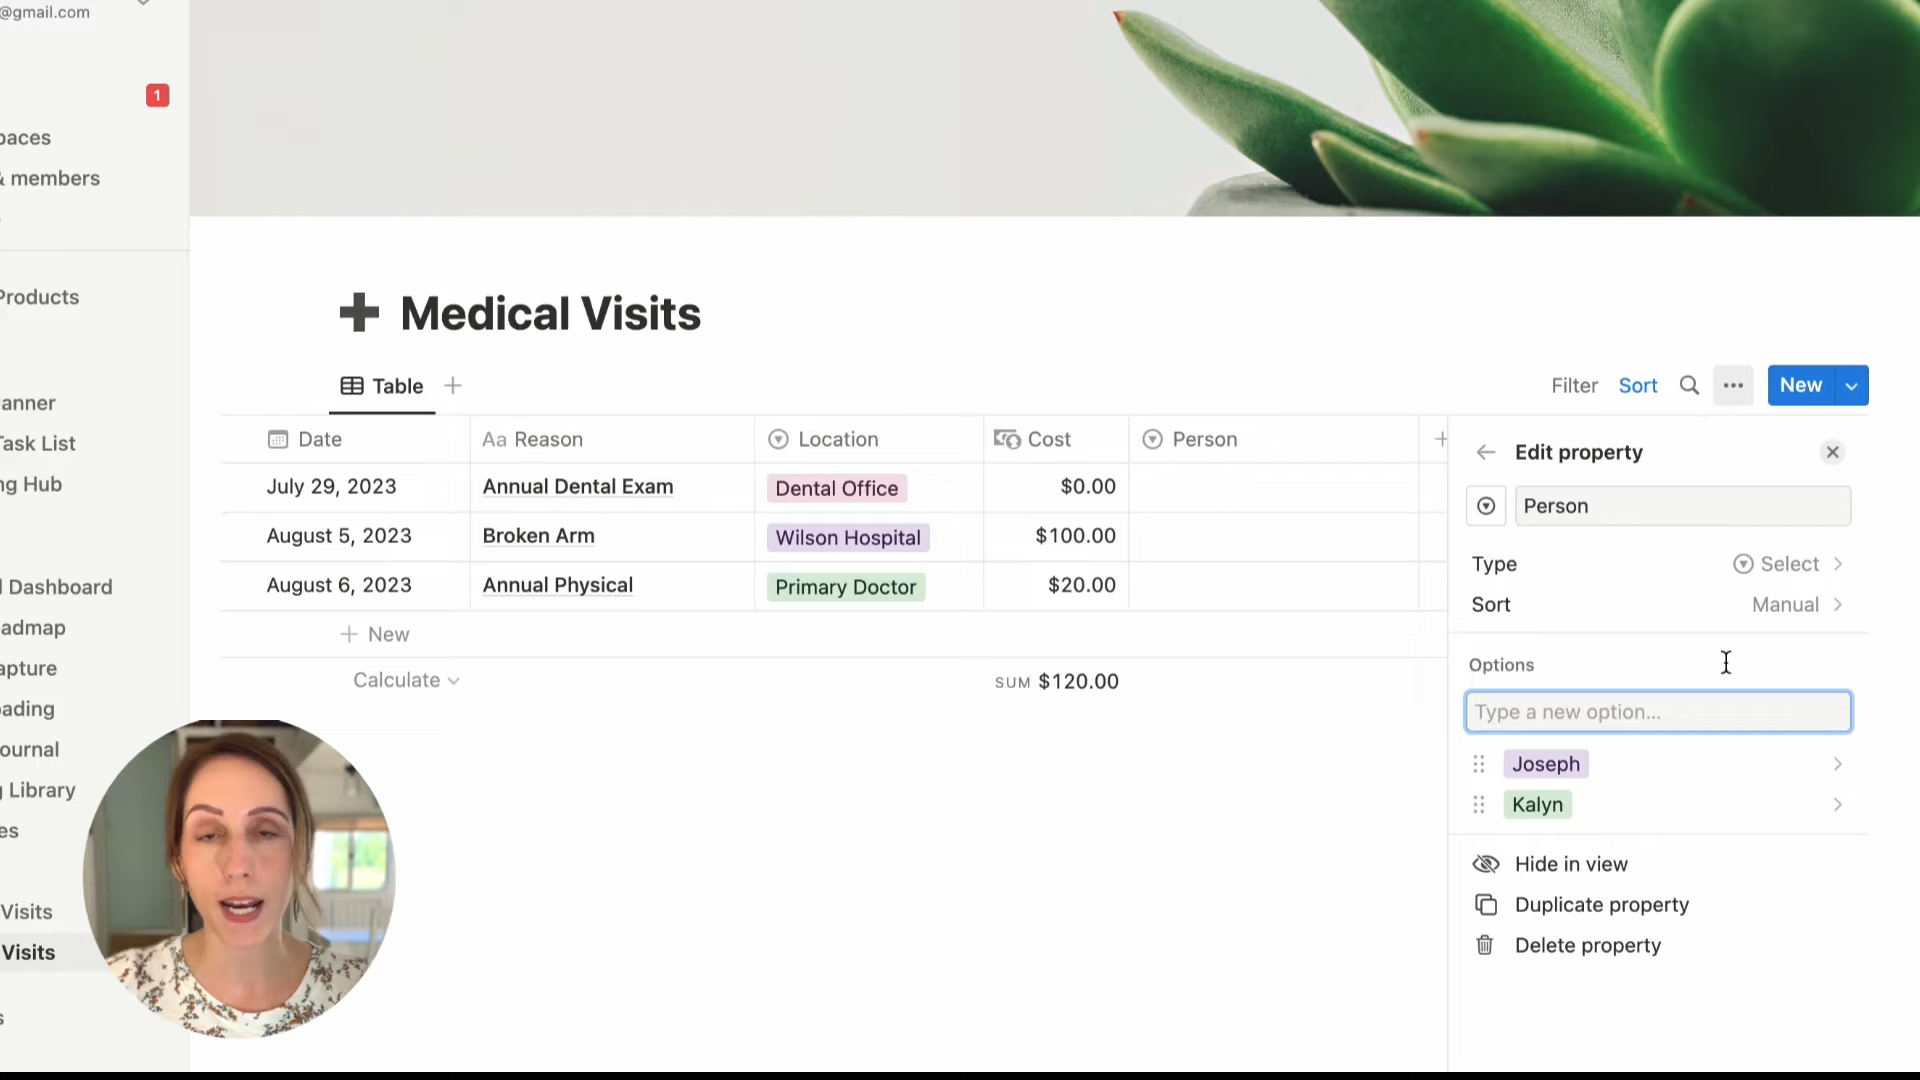 @gmail.com
1
paces
& members
Products
anner
Task List
ng Hub
l Dashboard
admap
apture
ading
ournal
g Library
es
Visits
Visits
s
Medical Visits
Table
Filter Sort New
Date Aa Reason Location Cost Person
July 29, 2023 Annual Dental Exam Dental Office $0.00
August 5, 2023 Broken Arm Wilson Hospital $100.00
August 6, 2023 Annual Physical Primary Doctor $20.00
New
Calculate SUM $120.00
Edit property
Person
Type Select
Sort Manual
Options
Type a new option...
Joseph
Kalyn
Hide in view
Duplicate property
Delete property